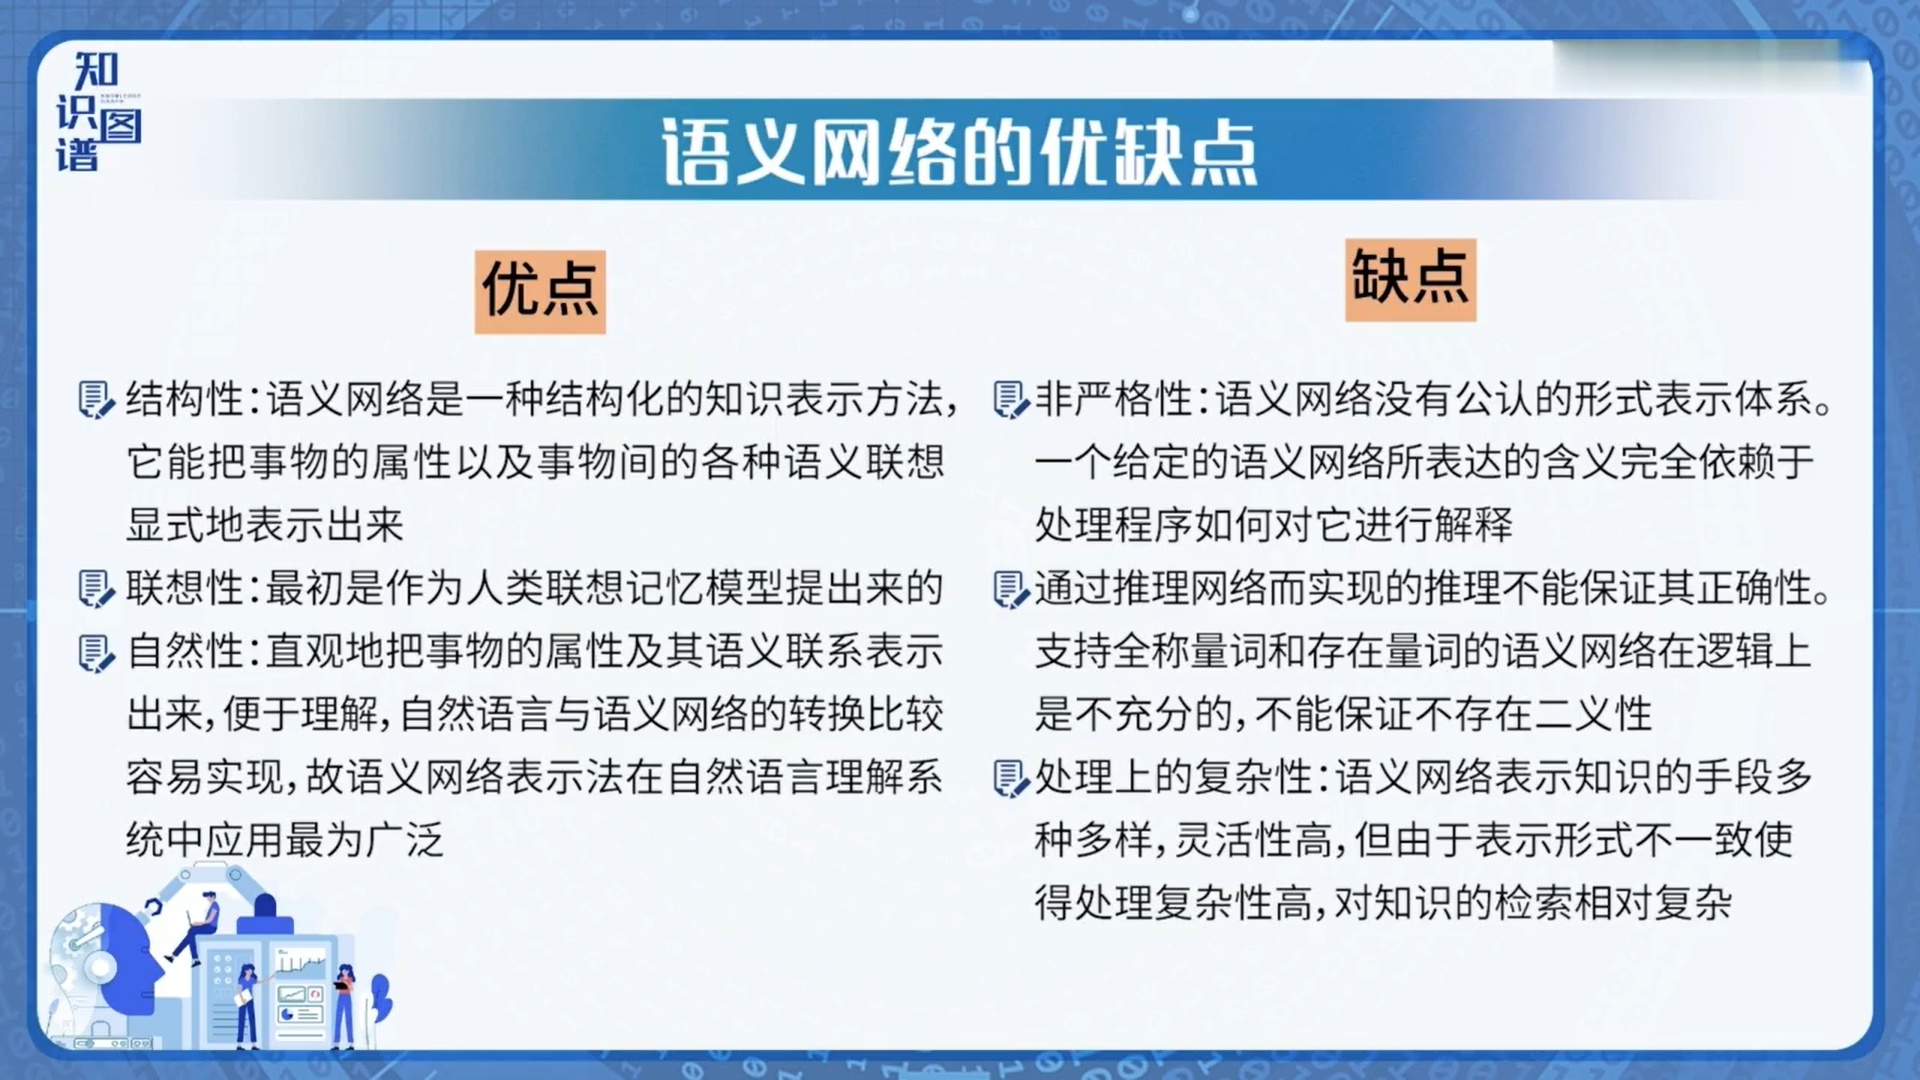 知
识图
谱
KNOWLEDGE
GRAPH
语义网络的优缺点
优点
结构性：语义网络是一种结构化的知识表示方法，
它能把事物的属性以及事物间的各种语义联想
显式地表示出来
联想性：最初是作为人类联想记忆模型提出来的
自然性：直观地把事物的属性及其语义联系表示
出来，便于理解，自然语言与语义网络的转换比较
容易实现，故语义网络表示法在自然语言理解系
统中应用最为广泛
缺点
非严格性：语义网络没有公认的形式表示体系。
一个给定的语义网络所表达的含义完全依赖于
处理程序如何对它进行解释
通过推理网络而实现的推理不能保证其正确性。
支持全称量词和存在量词的语义网络在逻辑上
是不充分的，不能保证不存在二义性
处理上的复杂性：语义网络表示知识的手段多
种多样，灵活性高，但由于表示形式不一致使
得处理复杂性高，对知识的检索相对复杂